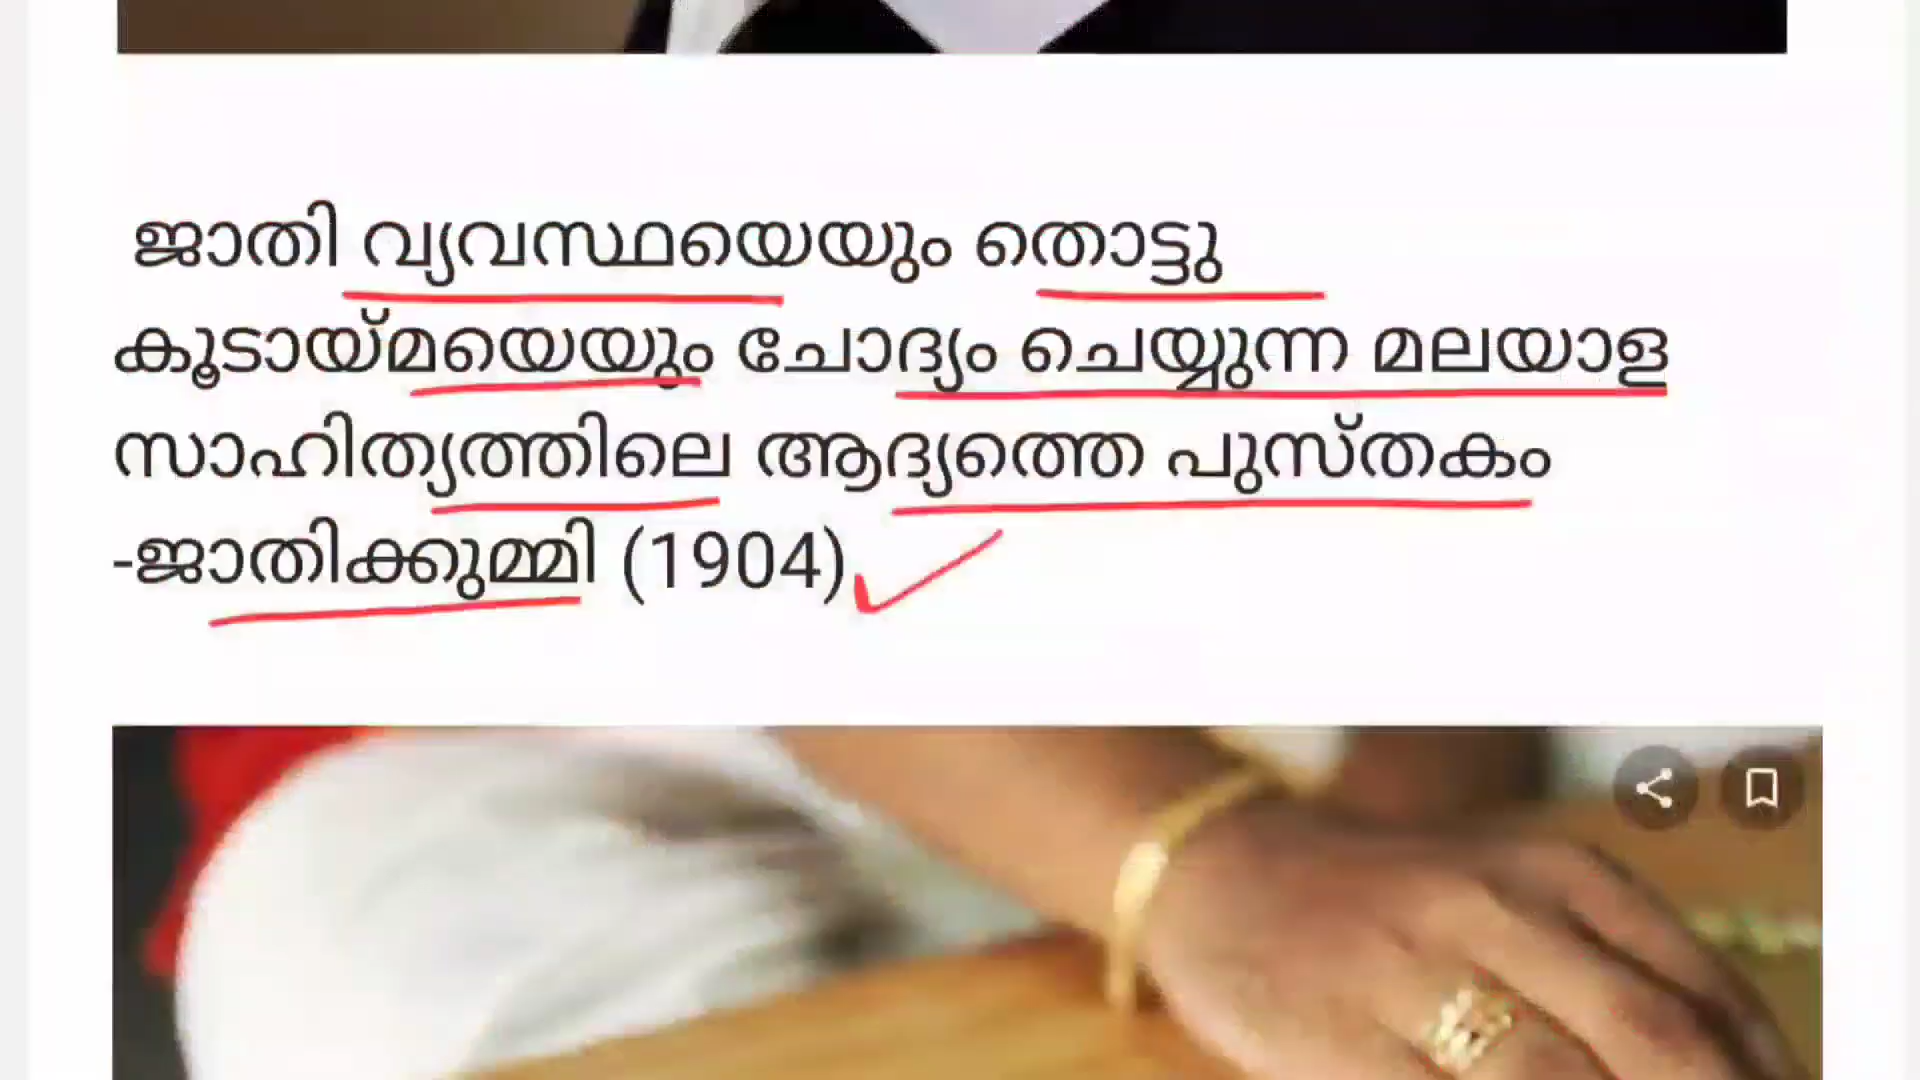 ജാതി വ്യവസ്ഥയെയും തൊട്ടു
കൂടായ്മയെയും ചോദ്യം ചെയ്യുന്ന മലയാള
സാഹിത്യത്തിലെ ആദ്യത്തെ പുസ്തകം
-ജാതിക്കുമ്മി (1904)